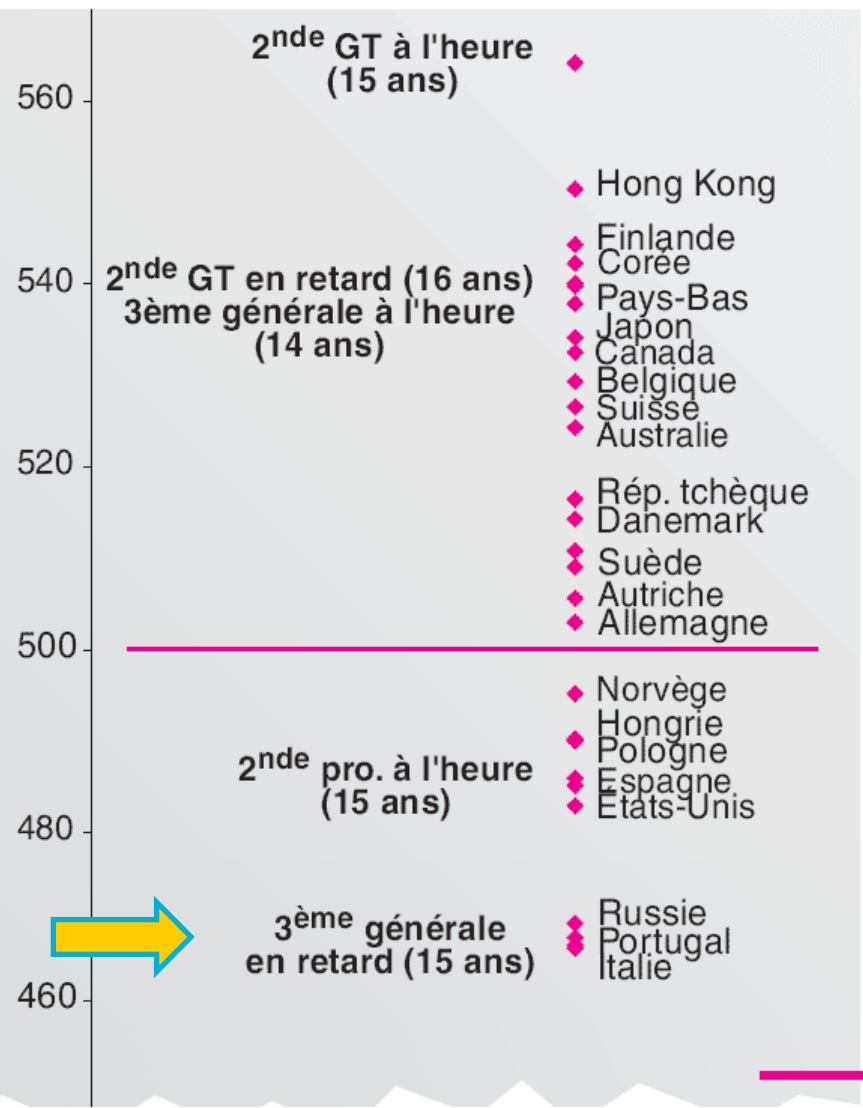 2nde GT à l'heure
(15 ans)
560
Hong Kong
Finlande
Corée
540
2nde GT en retard (16 ans)
3ème générale à l'heure
(14 ans)
Pays-Bas
Japon
Canada
Belgique
Suisse
Australie
520
Rép. tchèque
Danemark
Suède
Autriche
Allemagne
500
Norvège
Hongrie
Pologne
2nde pro. à l'heure
(15 ans)
Espagne
États-Unis
480
3ème générale
en retard (15 ans)
Russie
Portugal
Italie
460